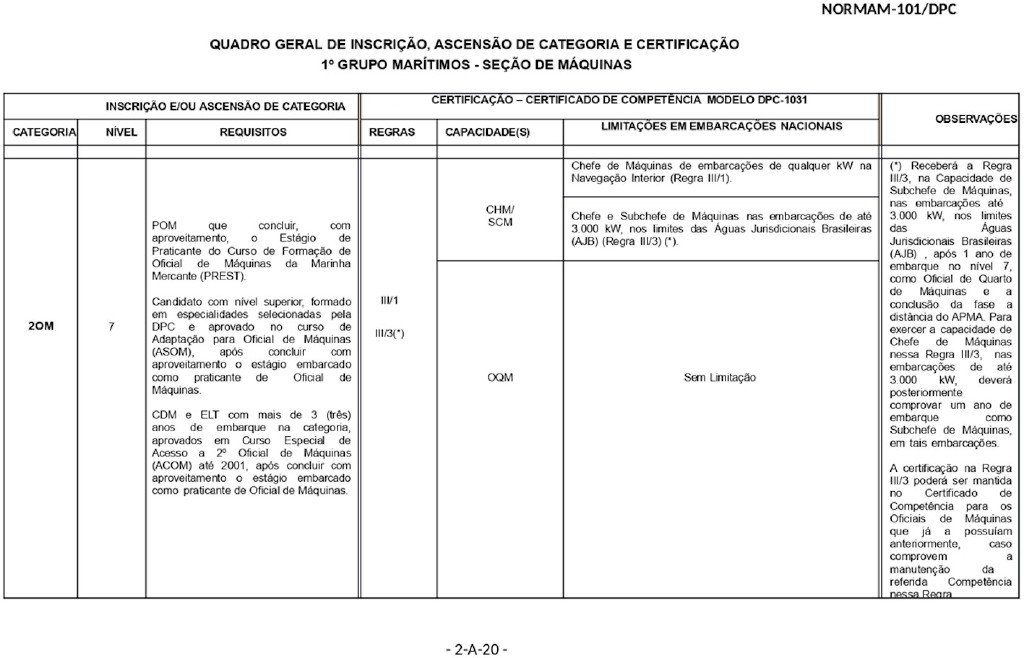 NORMAM-101/DPC
QUADRO GERAL DE INSCRIÇÃO, ASCENSÃO DE CATEGORIA E CERTIFICAÇÃO
1º GRUPO MARÍTIMOS - SEÇÃO DE MÁQUINAS
INSCRIÇÃO E/OU ASCENSÃO DE CATEGORIA
CERTIFICAÇÃO – CERTIFICADO DE COMPETÊNCIA MODELO DPC-1031
OBSERVAÇÕES
CATEGORIA
NÍVEL
REQUISITOS
REGRAS
CAPACIDADE(S)
LIMITAÇÕES EM EMBARCAÇÕES NACIONAIS
2OM
7
POM que concluir, com
aproveitamento, o Estágio de
Praticante do Curso de Formação de
Oficial de Máquinas da Marinha
Mercante (PREST).
Candidato com nível superior, formado
em especialidades selecionadas pela
DPC e aprovado no curso de
Adaptação para Oficial de Máquinas
(ASOM), após concluir com
aproveitamento o estágio embarcado
como praticante de Oficial de
Máquinas.
CDM e ELT com mais de 3 (três)
anos de embarque na categoria,
aprovados em Curso Especial de
Acesso a 2º Oficial de Máquinas
(ACOM) até 2001, após concluir com
aproveitamento o estágio embarcado
como praticante de Oficial de Máquinas.
III/1
III/3(*)
CHM/
SCM
Chefe de Máquinas de embarcações de qualquer kW na
Navegação Interior (Regra III/1).
Chefe e Subchefe de Máquinas nas embarcações de até
3.000 kW, nos limites das Águas Jurisdicionais Brasileiras
(AJB) (Regra III/3) (*).
OQM
Sem Limitação
(*) Receberá a Regra
III/3, na Capacidade de
Subchefe de Máquinas,
nas embarcações até
3.000 kW, nos limites
das Águas
Jurisdicionais Brasileiras
(AJB) , após 1 ano de
embarque no nível 7,
como Oficial de Quarto
de Máquinas e a
conclusão da fase a
distância do APMA. Para
exercer a capacidade de
Chefe de Máquinas
nessa Regra III/3, nas
embarcações de até
3.000 kW, deverá
posteriormente
comprovar um ano de
embarque como
Subchefe de Máquinas,
em tais embarcações.
A certificação na Regra
III/3 poderá ser mantida
no Certificado de
Competência para os
Oficiais de Máquinas
que já a possuíam
anteriormente, caso
comprovem a
manutenção da
referida Competência
nessa Regra
- 2-A-20 -